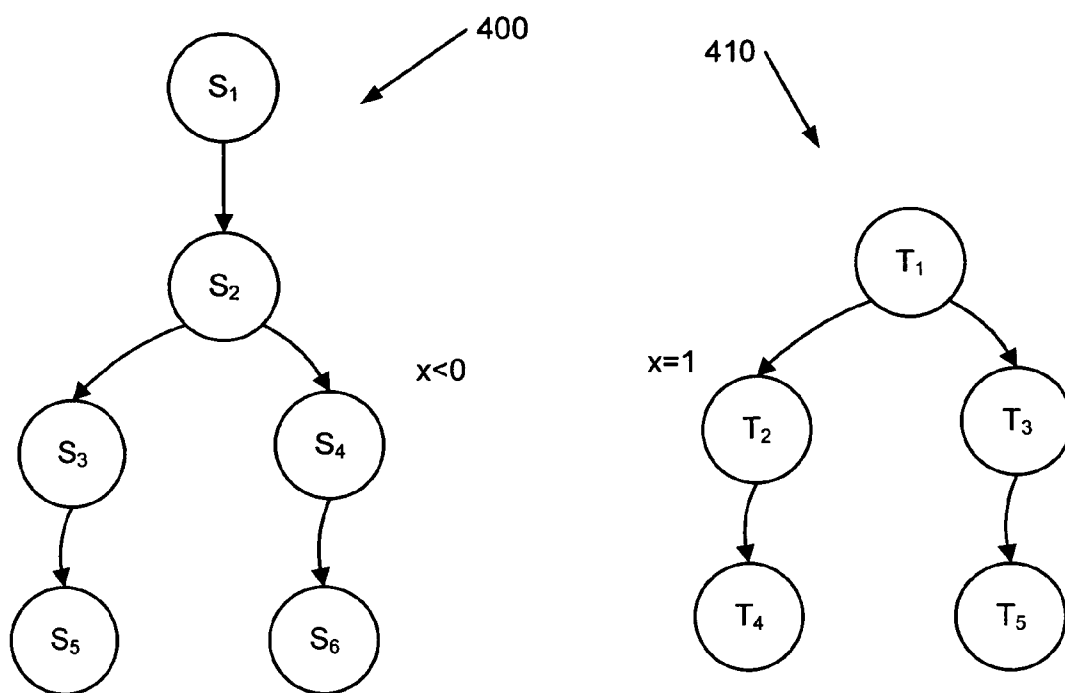 400
410
S₁
T₁
S₂
x<0
x=1
S₃
S₄
T₂
T₃
S₅
S₆
T₄
T₅